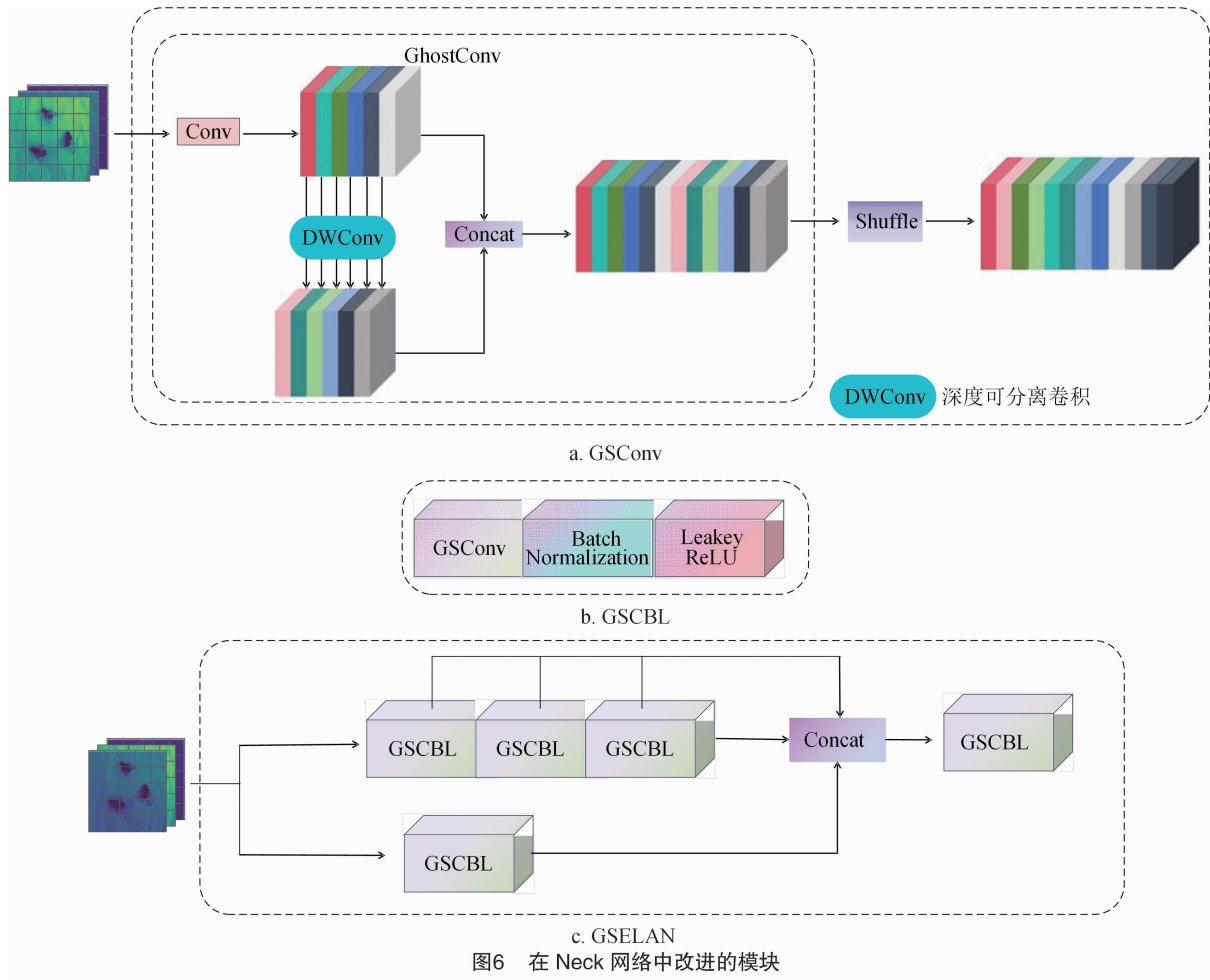 GhostConv
Conv
DWConv
Concat
Shuffle
DWConv 深度可分离卷积
a. GSConv
GSConv
Batch
Normalization
Leakey
ReLU
b. GSCBL
GSCBL GSCBL GSCBL
Concat
GSCBL
GSCBL
c. GSELAN
图6 在 Neck 网络中改进的模块